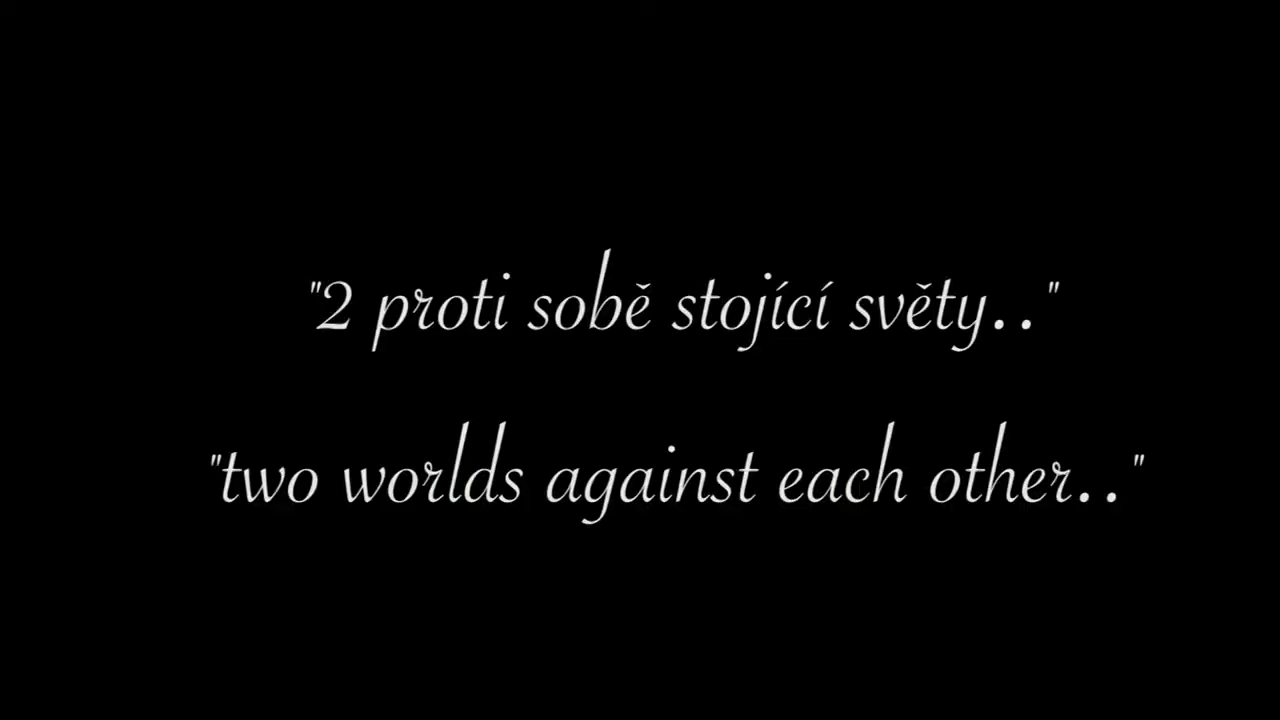 "2 proti sobě stojící světy.."
"two worlds against each other.."